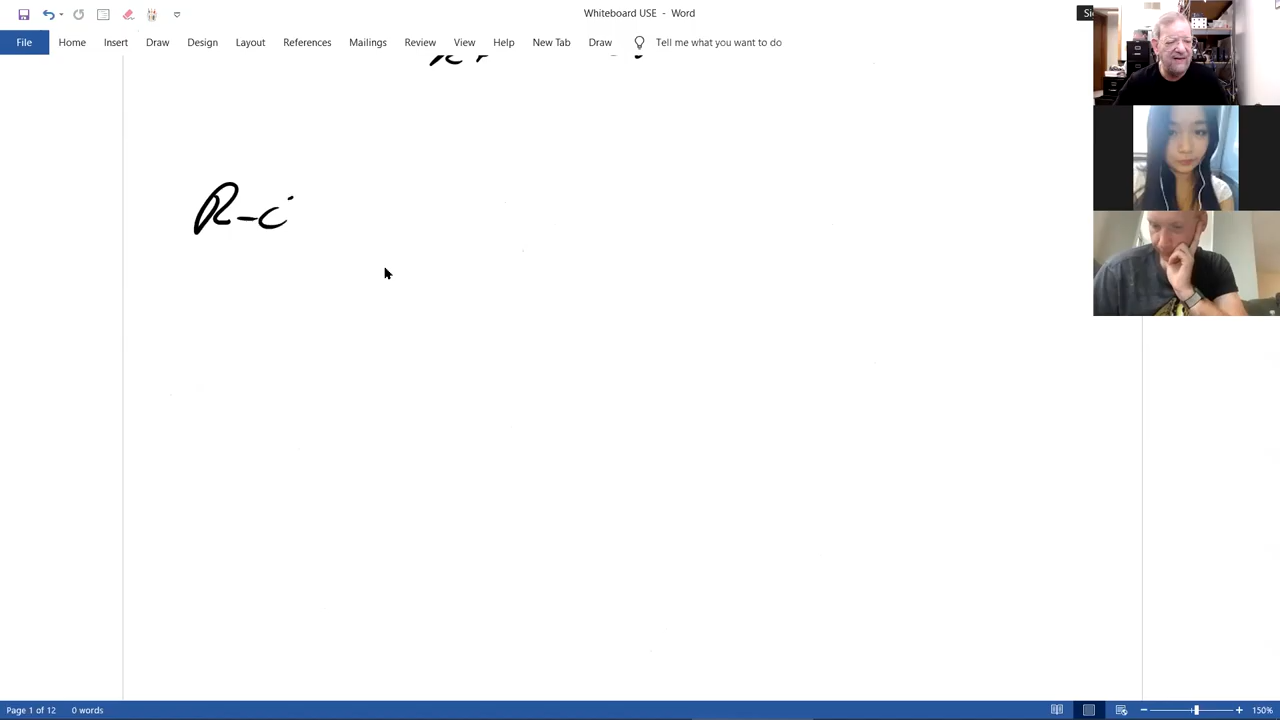 Whiteboard USE - Word
File Home Insert Draw Design Layout References Mailings Review View Help New Tab Draw Tell me what you want to do
R-i
Page 1 of 12 0 words 150%